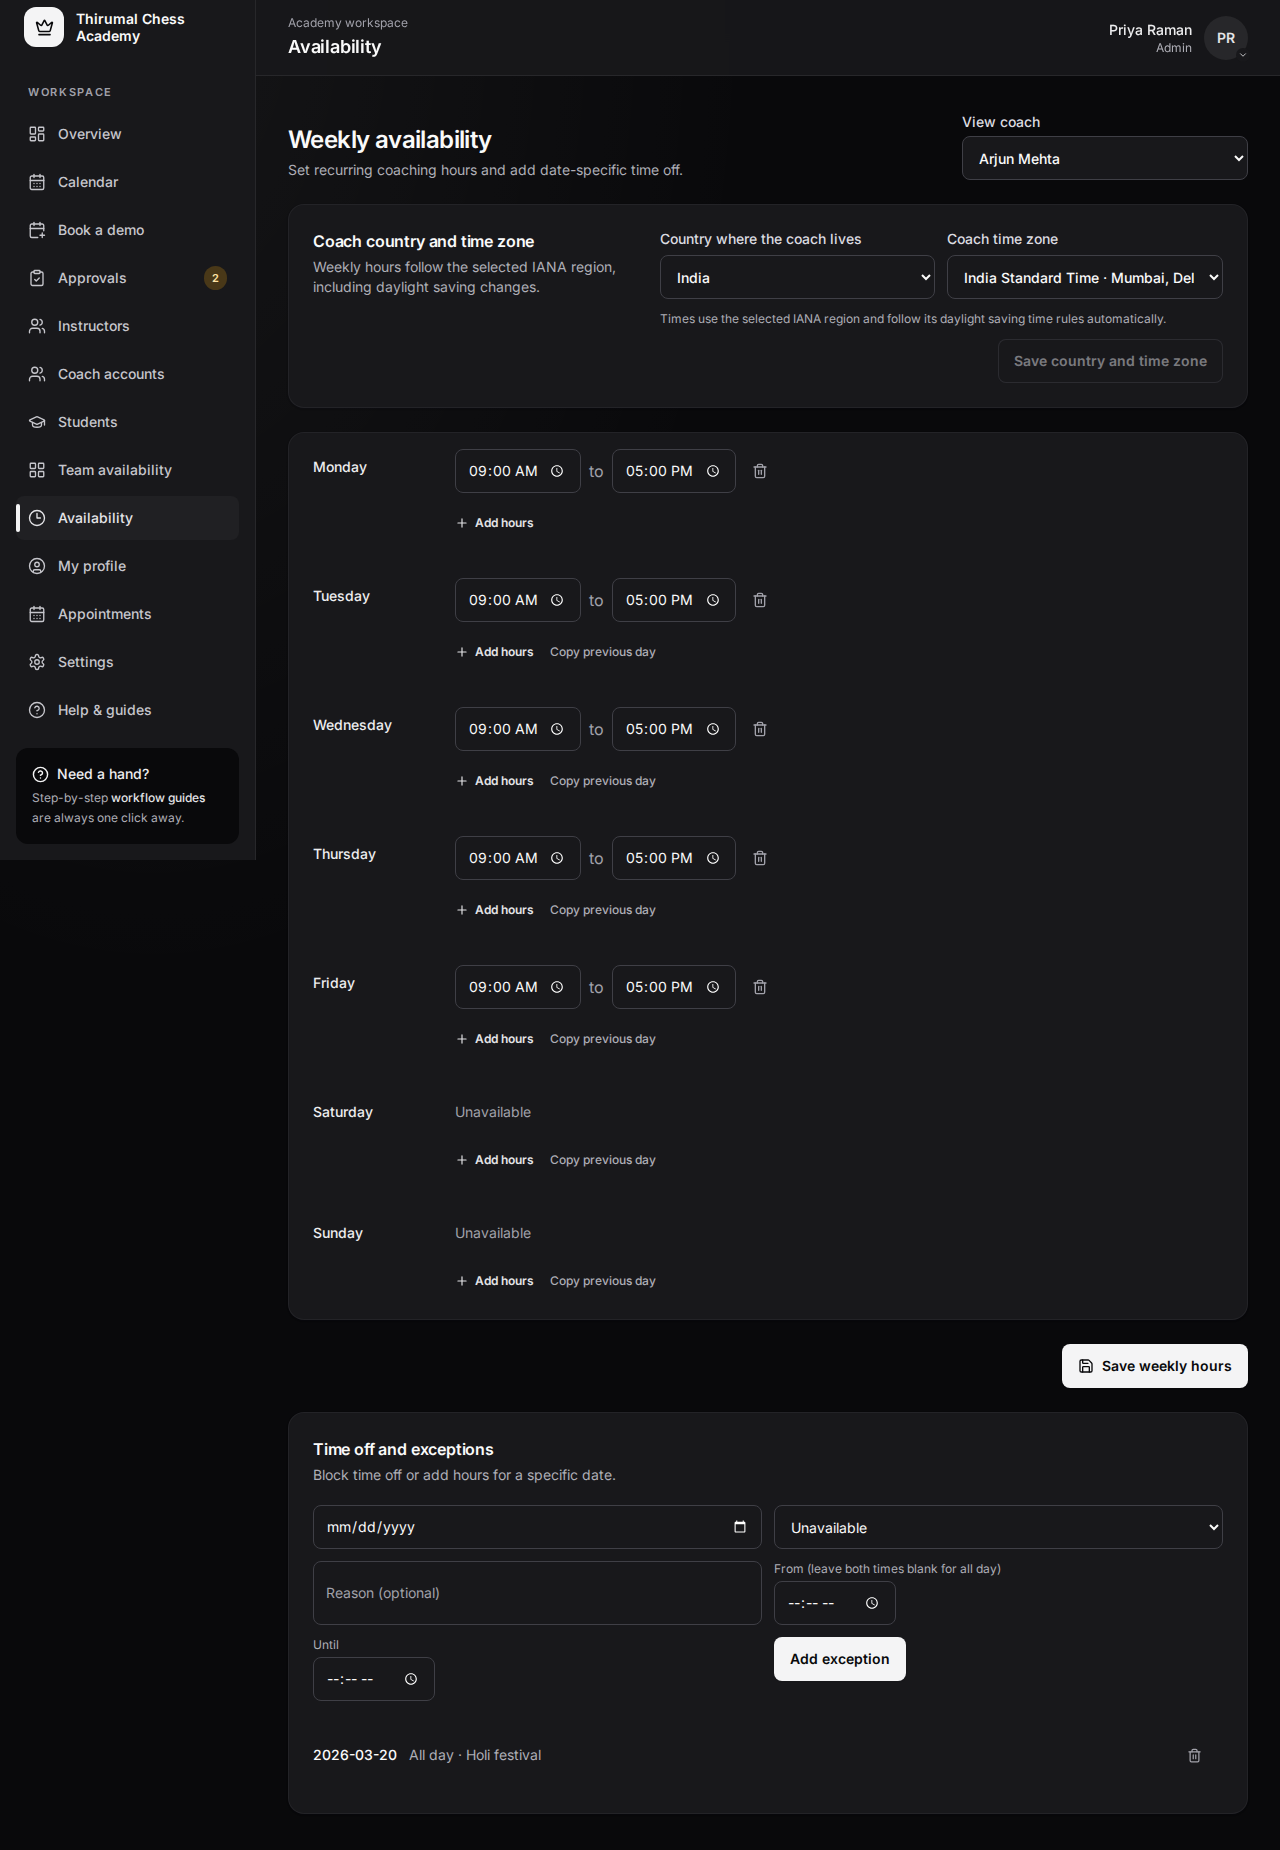 Thirumal Chess
Academy
WORKSPACE
Overview
Calendar
Book a demo
Approvals 2
Instructors
Coach accounts
Students
Team availability
Availability
My profile
Appointments
Settings
Help & guides
Need a hand?
Step-by-step workflow guides
are always one click away.
Academy workspace
Availability
Priya Raman
Admin
PR
Weekly availability
Set recurring coaching hours and add date-specific time off.
View coach
Arjun Mehta
Coach country and time zone
Weekly hours follow the selected IANA region,
including daylight saving changes.
Country where the coach lives
India
Coach time zone
India Standard Time · Mumbai, Del
Times use the selected IANA region and follow its daylight saving time rules automatically.
Save country and time zone
Monday 09:00 AM to 05:00 PM
Add hours
Tuesday 09:00 AM to 05:00 PM
Add hours Copy previous day
Wednesday 09:00 AM to 05:00 PM
Add hours Copy previous day
Thursday 09:00 AM to 05:00 PM
Add hours Copy previous day
Friday 09:00 AM to 05:00 PM
Add hours Copy previous day
Saturday Unavailable
Add hours Copy previous day
Sunday Unavailable
Add hours Copy previous day
Save weekly hours
Time off and exceptions
Block time off or add hours for a specific date.
mm/dd/yyyy
Unavailable
Reason (optional)
From (leave both times blank for all day)
--:-- --
Until
--:-- --
Add exception
2026-03-20 All day · Holi festival